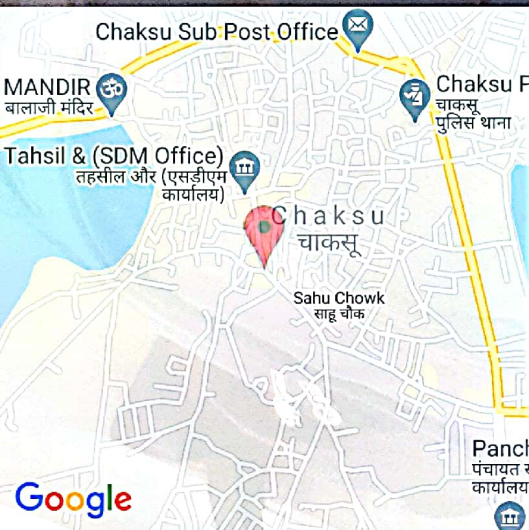 Chaksu Sub Post Office
MANDIR
बालाजी मंदिर
Chaksu P
चाकसू
पुलिस थाना
Tahsil & (SDM Office)
तहसील और (एसडीएम
कार्यालय)
Chaksu
चाकसू
Sahu Chowk
साहू चौक
Panch
पंचायत
कार्यालय
Google